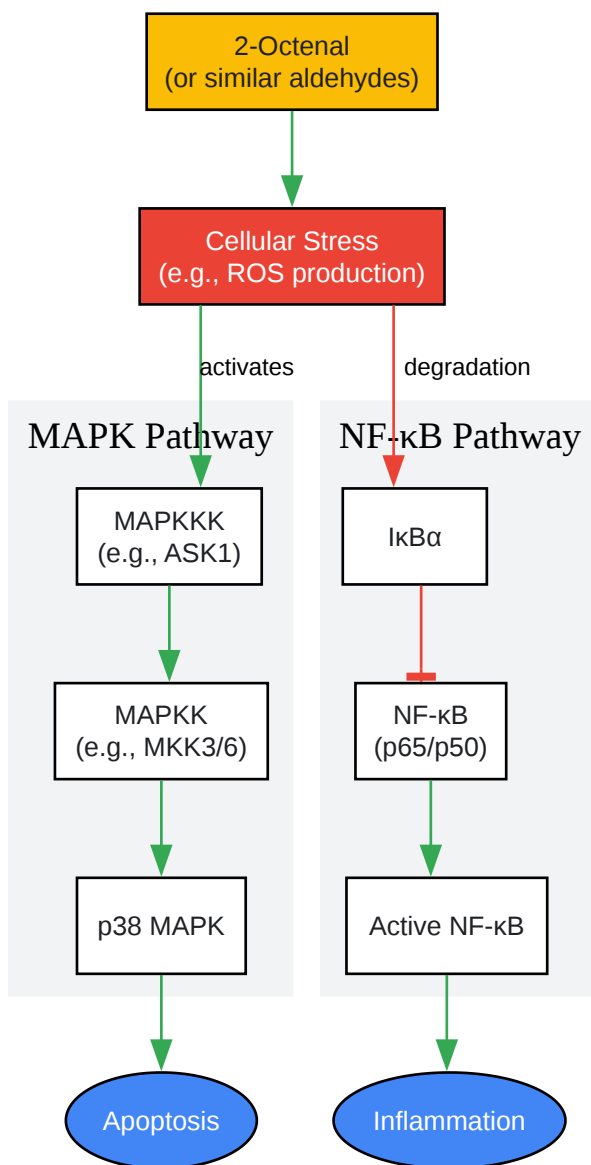 2-Octenal
(or similar aldehydes)
Cellular Stress
(e.g., ROS production)
activates
degradation
MAPK Pathway
NF-κB Pathway
MAPKKK
(e.g., ASK1)
IκBα
MAPKK
(e.g., MKK3/6)
NF-κB
(p65/p50)
p38 MAPK
Active NF-κB
Apoptosis
Inflammation